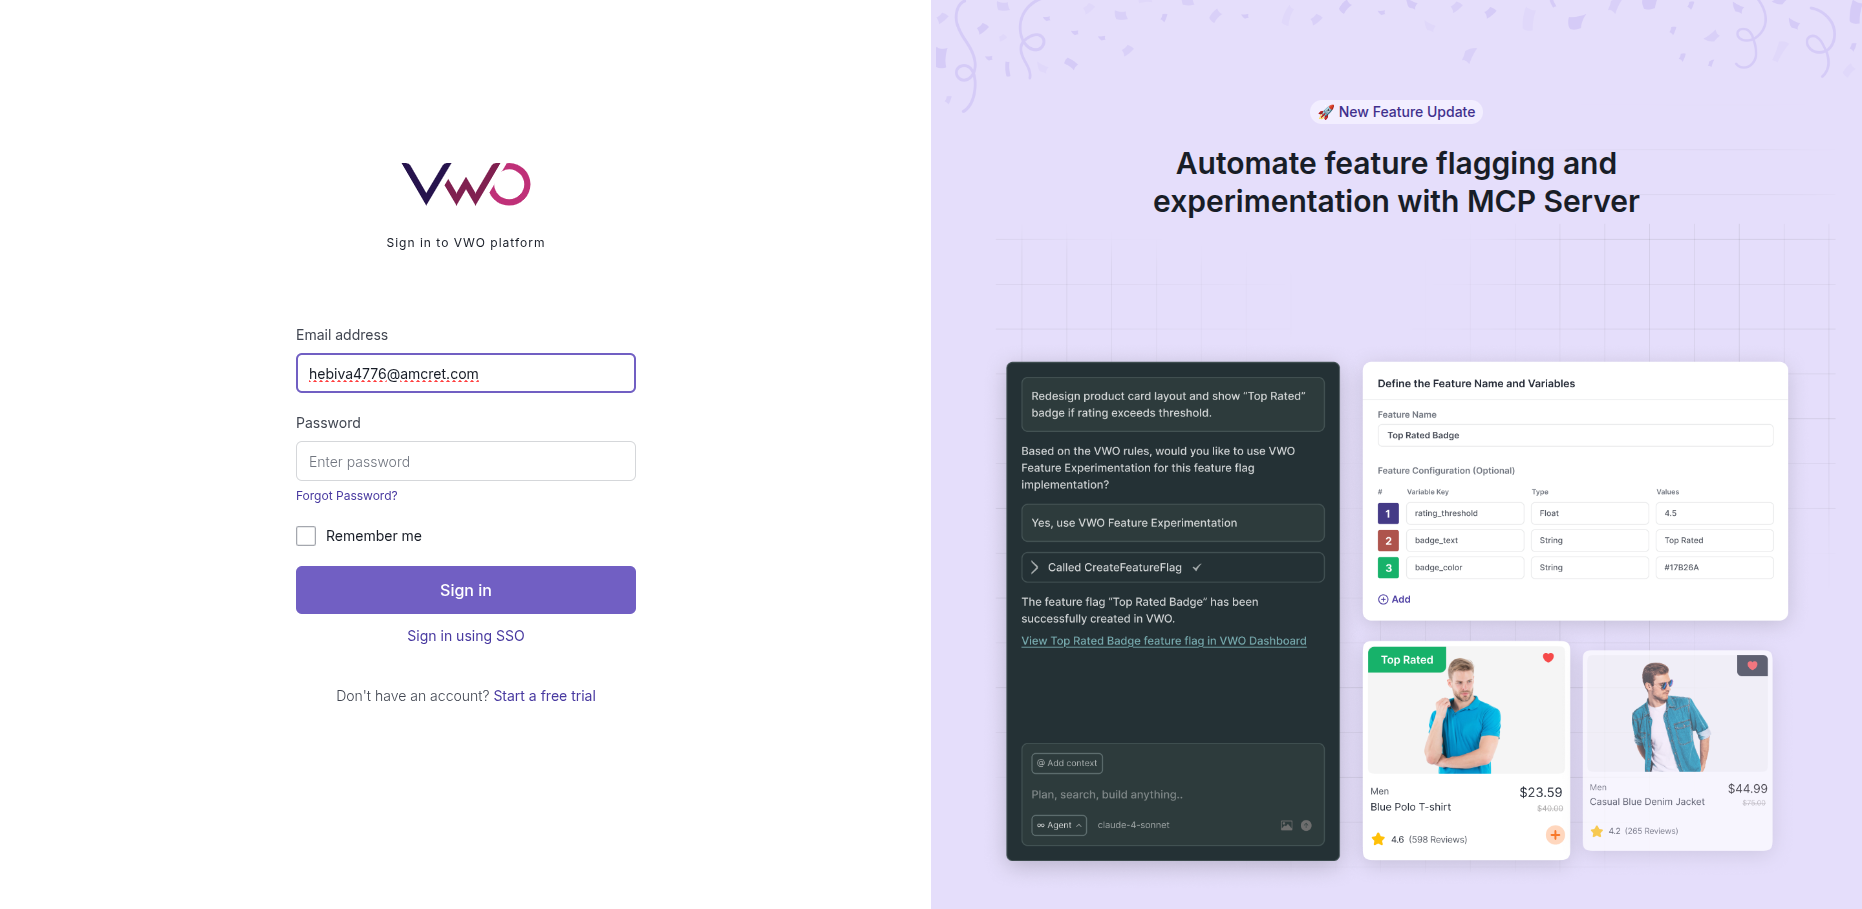 VWO
Sign in to VWO platform
Email address
hebiva4776@amcret.com
Password
Enter password
Forgot Password?
Remember me
Sign in
Sign in using SSO
Don't have an account? Start a free trial
🚀 New Feature Update
Automate feature flagging and
experimentation with MCP Server
Redesign product card layout and show “Top Rated”
badge if rating exceeds threshold.
Based on the VWO rules, would you like to use VWO
Feature Experimentation for this feature flag
implementation?
Yes, use VWO Feature Experimentation
Called CreateFeatureFlag
The feature flag “Top Rated Badge” has been
successfully created in VWO.
View Top Rated Badge feature flag in VWO Dashboard
@ Add context
Plan, search, build anything..
∞ Agent claude-4-sonnet
Define the Feature Name and Variables
Feature Name
Top Rated Badge
Feature Configuration (Optional)
# Variable Key Type Values
1 rating_threshold Float 4.5
2 badge_text String Top Rated
3 badge_color String #17B26A
Add
Top Rated
Men $23.59
Blue Polo T-shirt $40.00
4.6 (598 Reviews)
Men $44.99
Casual Blue Denim Jacket $75.00
4.2 (265 Reviews)